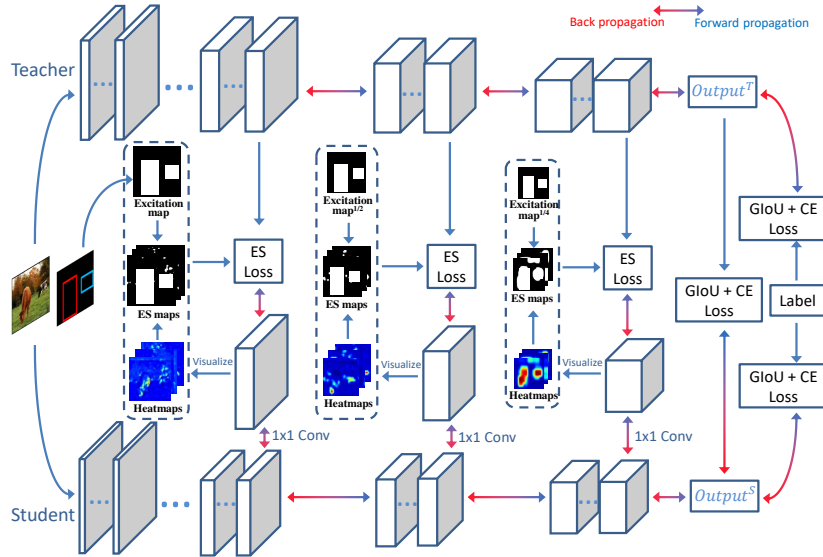 Back propagation
Forward propagation
Teacher
Output^T
Excitation
map
Excitation
map^1/2
Excitation
map^1/4
GIoU + CE
Loss
ES
Loss
ES
Loss
ES
Loss
GIoU + CE
Loss
Label
ES maps
ES maps
ES maps
Visualize
Visualize
Visualize
GIoU + CE
Loss
Heatmaps
Heatmaps
Heatmaps
1x1 Conv
1x1 Conv
1x1 Conv
Student
Output^S